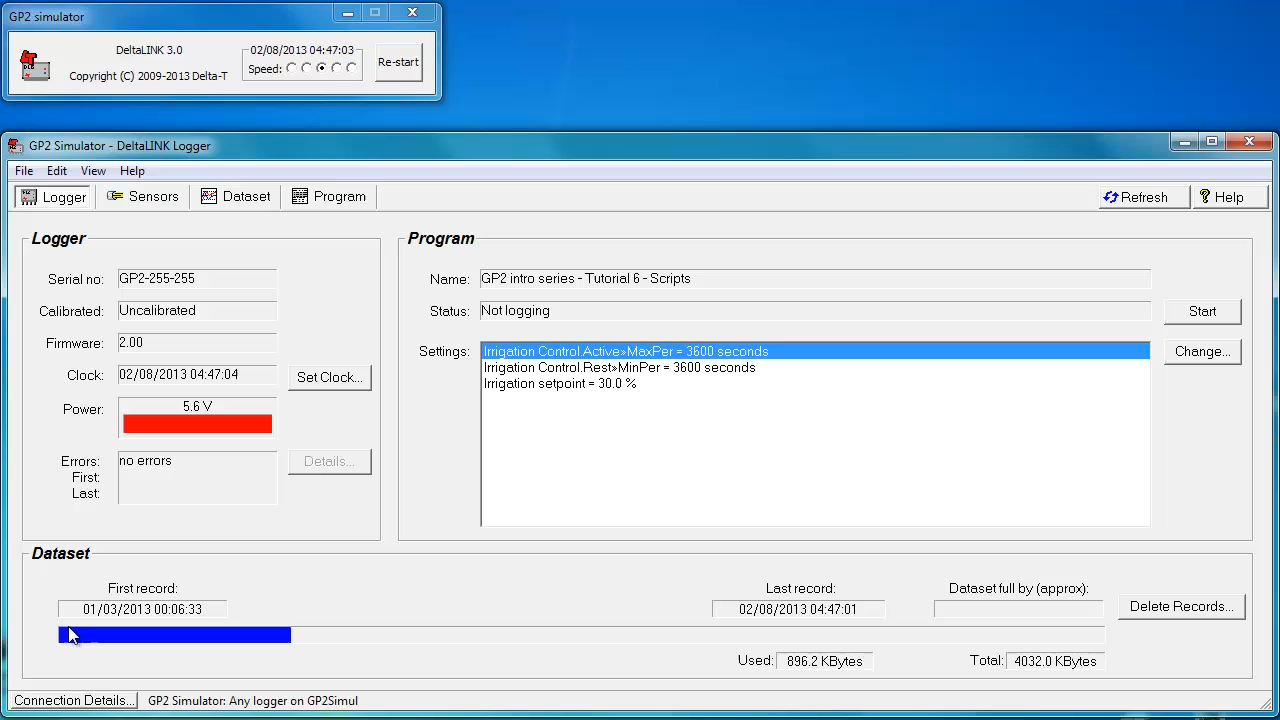 GP2 simulator
DeltaLINK 3.0
Copyright (C) 2009-2013 Delta-T
02/08/2013 04:47:03
Speed:
Re-start
GP2 Simulator - DeltaLINK Logger
File Edit View Help
Logger Sensors Dataset Program Refresh Help
Logger
Serial no: GP2-255-255
Calibrated: Uncalibrated
Firmware: 2.00
Clock: 02/08/2013 04:47:04 Set Clock...
Power: 5.6 V
Errors: no errors Details...
First:
Last:
Program
Name: GP2 intro series - Tutorial 6 - Scripts
Status: Not logging Start
Settings: Irrigation Control.Active»MaxPer = 3600 seconds Change...
Irrigation Control.Rest»MinPer = 3600 seconds
Irrigation setpoint = 30.0 %
Dataset
First record: Last record: Dataset full by (approx):
01/03/2013 00:06:33 02/08/2013 04:47:01 Delete Records...
Used: 896.2 KBytes Total: 4032.0 KBytes
Connection Details... GP2 Simulator: Any logger on GP2Simul